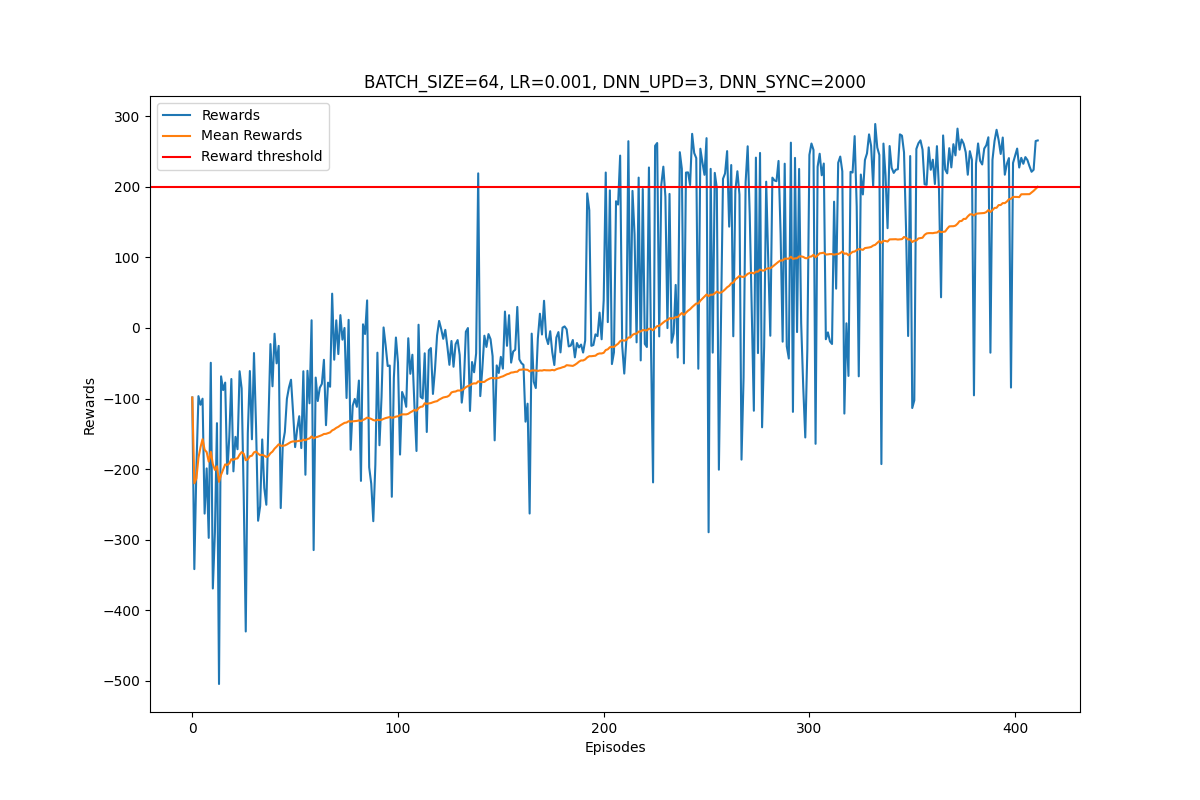 BATCH_SIZE=64, LR=0.001, DNN_UPD=3, DNN_SYNC=2000
Rewards
Mean Rewards
Reward threshold
300
200
100
0
−100
−200
−300
−400
−500
Rewards
0 100 200 300 400
Episodes